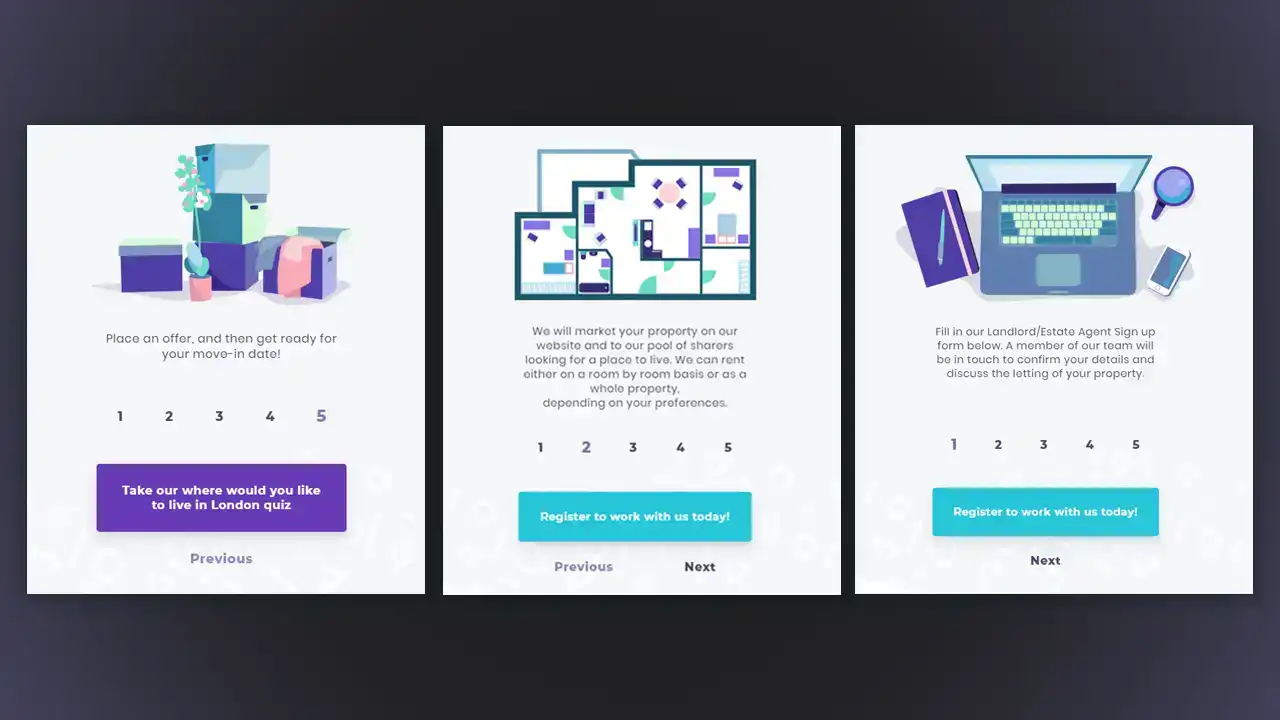 Place an offer, and then get ready for
your move-in date!
1 2 3 4 5
Take our where would you like
to live in London quiz
Previous
We will market your property on our
website and to our pool of sharers
looking for a place to live. We can rent
either on a room by room basis or as a
whole property,
depending on your preferences.
1 2 3 4 5
Register to work with us today!
Previous Next
Fill in our Landlord/Estate Agent Sign up
form below. A member of our team will
be in touch to confirm your details and
discuss the letting of your property.
1 2 3 4 5
Register to work with us today!
Next